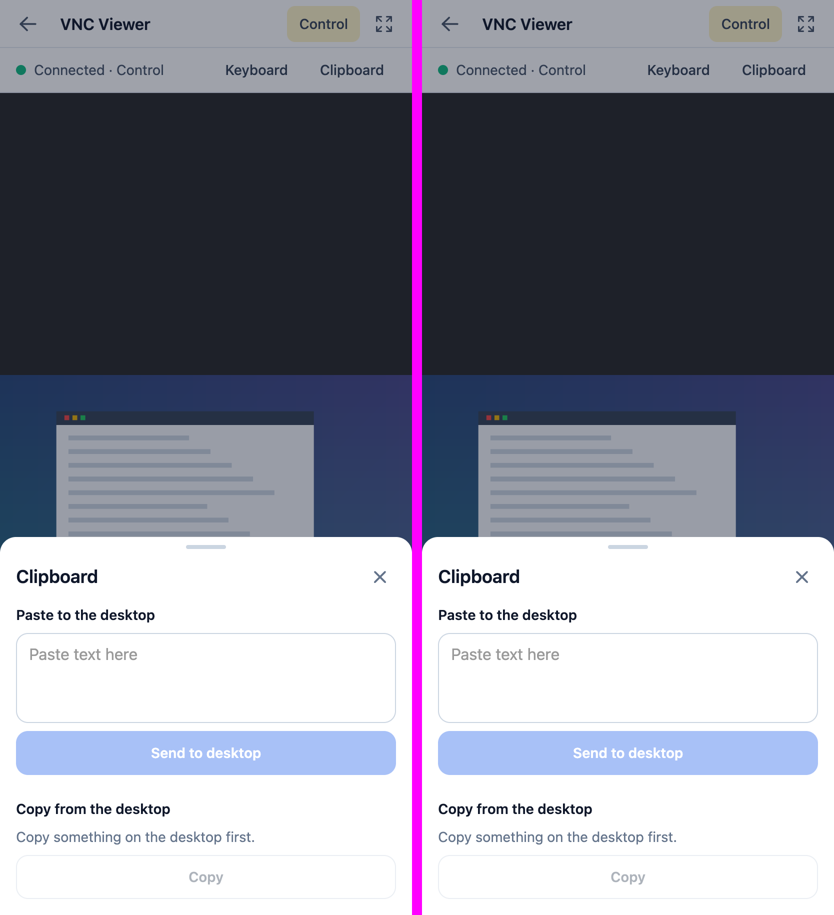 VNC Viewer Control
Connected · Control Keyboard Clipboard
Clipboard
Paste to the desktop
Paste text here
Send to desktop
Copy from the desktop
Copy something on the desktop first.
Copy
VNC Viewer Control
Connected · Control Keyboard Clipboard
Clipboard
Paste to the desktop
Paste text here
Send to desktop
Copy from the desktop
Copy something on the desktop first.
Copy